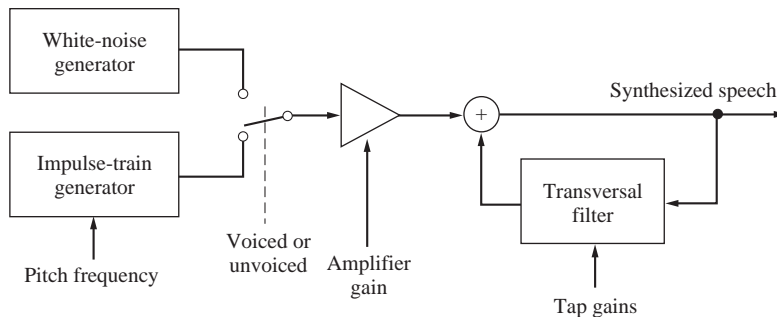 White-noise
generator
Impulse-train
generator
Pitch frequency
Voiced or
unvoiced
Amplifier
gain
+
Synthesized speech
Transversal
filter
Tap gains